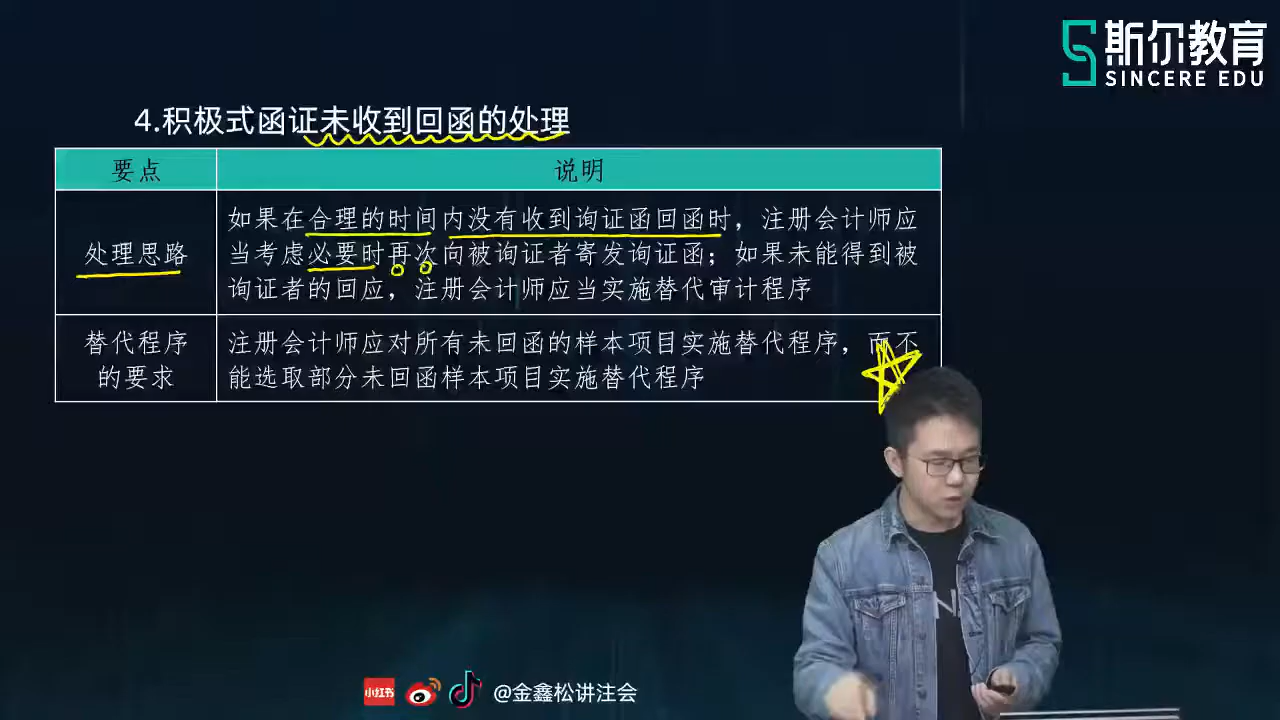 斯尔教育
SINCERE EDU
4.积极式函证未收到回函的处理
要点
说明
处理思路
如果在合理的时间内没有收到询证函回函时，注册会计师应
当考虑必要时再次向被询证者寄发询证函；如果未能得到被
询证者的回应，注册会计师应当实施替代审计程序
替代程序
的要求
注册会计师应对所有未回函的样本项目实施替代程序，而不
能选取部分未回函样本项目实施替代程序
小红书
@金鑫松讲注会